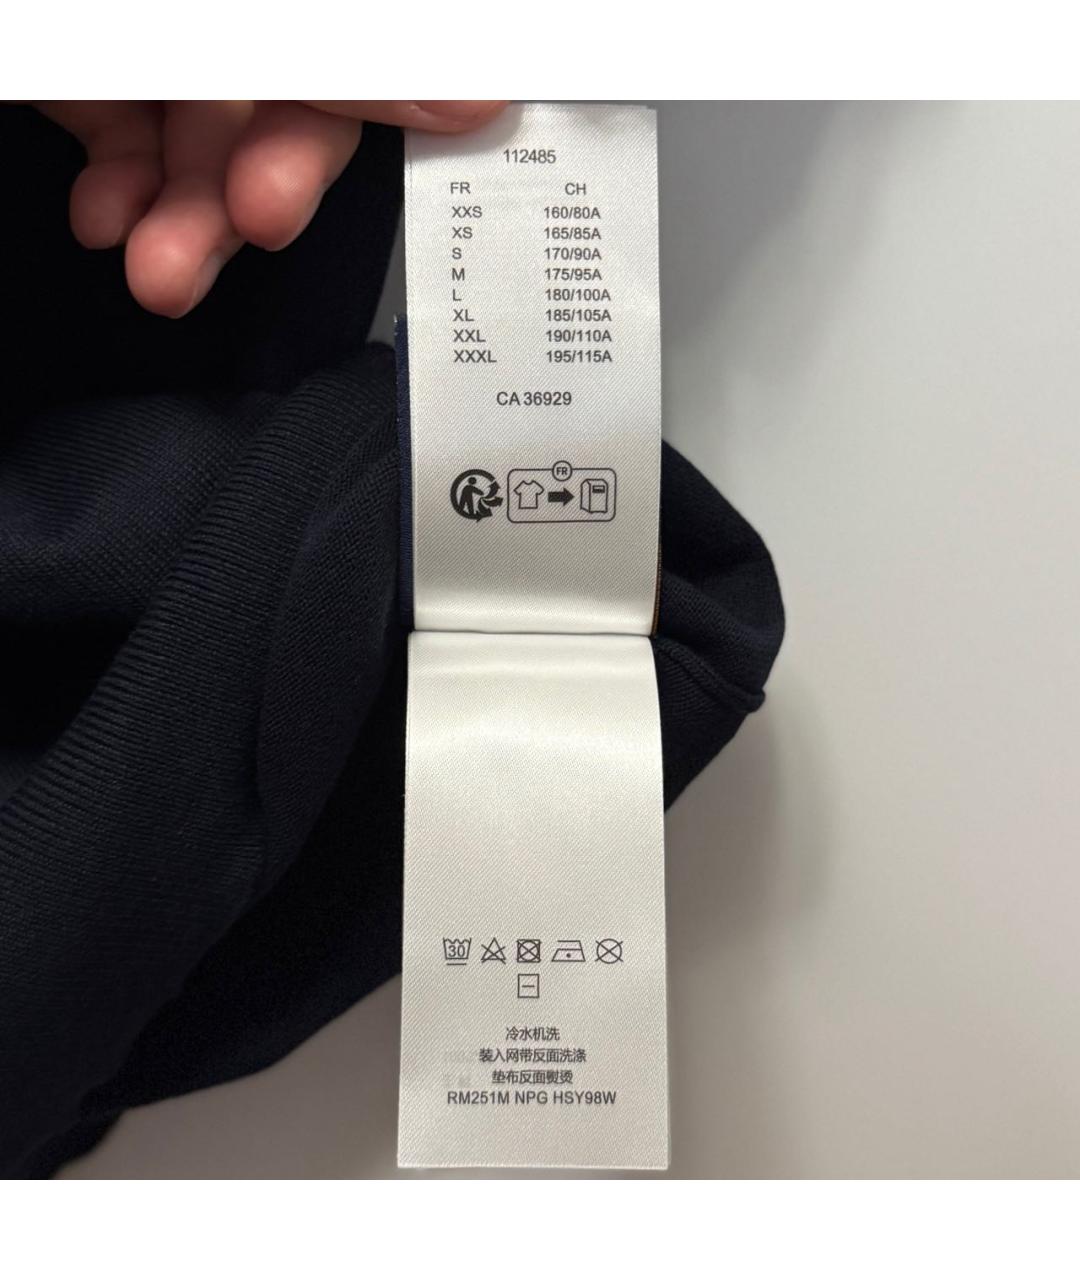 112485
FR CH
XXS 160/80A
XS 165/85A
S 170/90A
M 175/95A
L 180/100A
XL 185/105A
XXL 190/110A
XXXL 195/115A
CA 36929
FR
30
冷水机洗
装入网带反面洗涤
垫布反面熨烫
RM251M NPG HSY98W